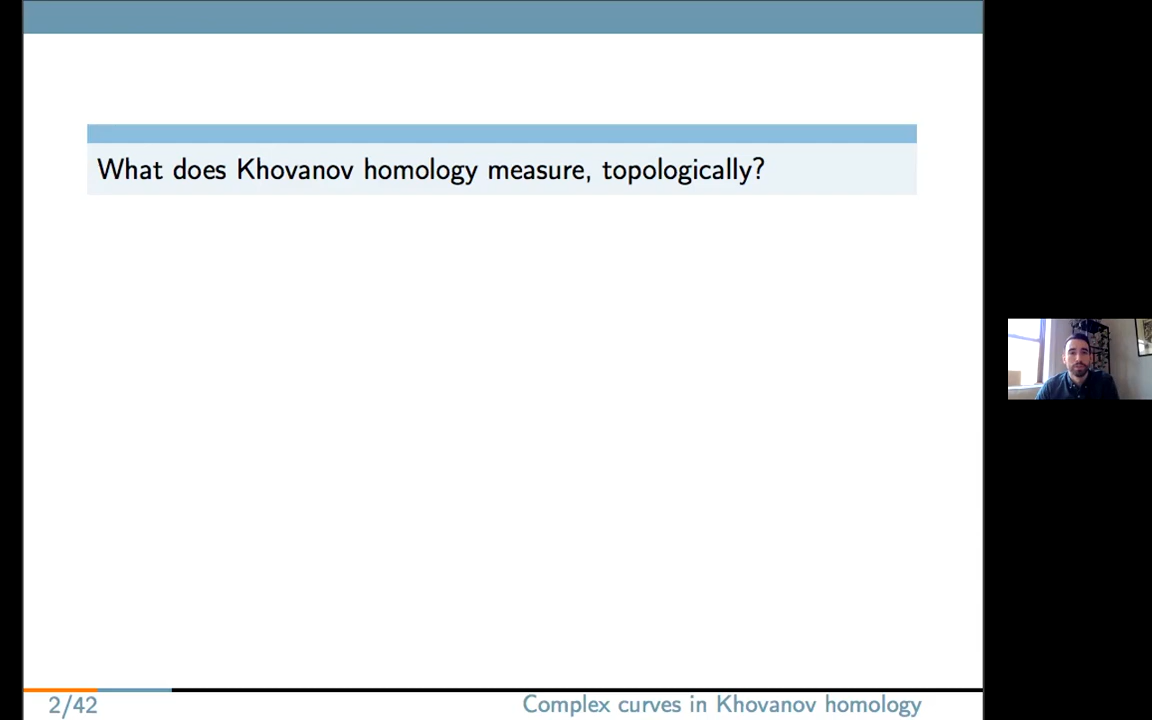 What does Khovanov homology measure, topologically?
2/42
Complex curves in Khovanov homology